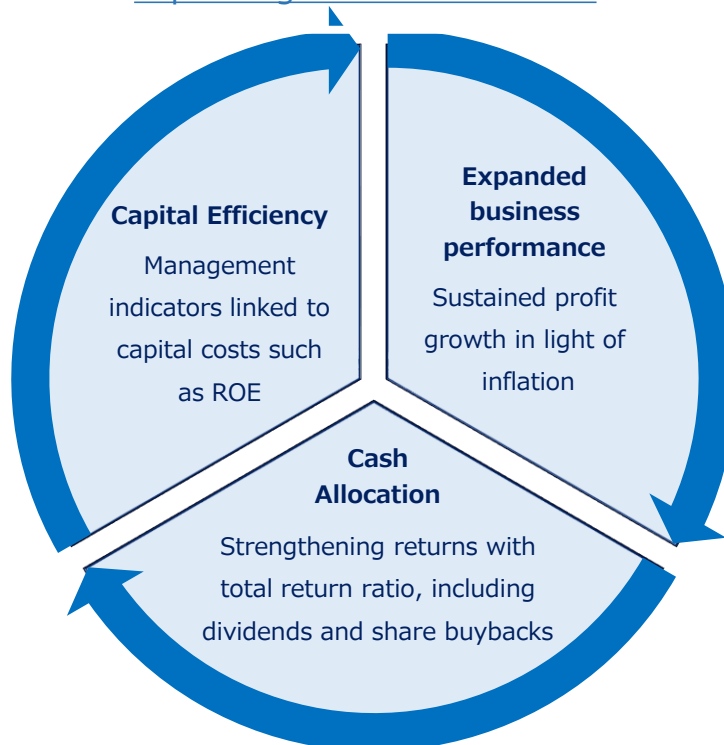 Capital Efficiency
Management
indicators linked to
capital costs such
as ROE
Expanded
business
performance
Sustained profit
growth in light of
inflation
Cash
Allocation
Strengthening returns with
total return ratio, including
dividends and share buybacks